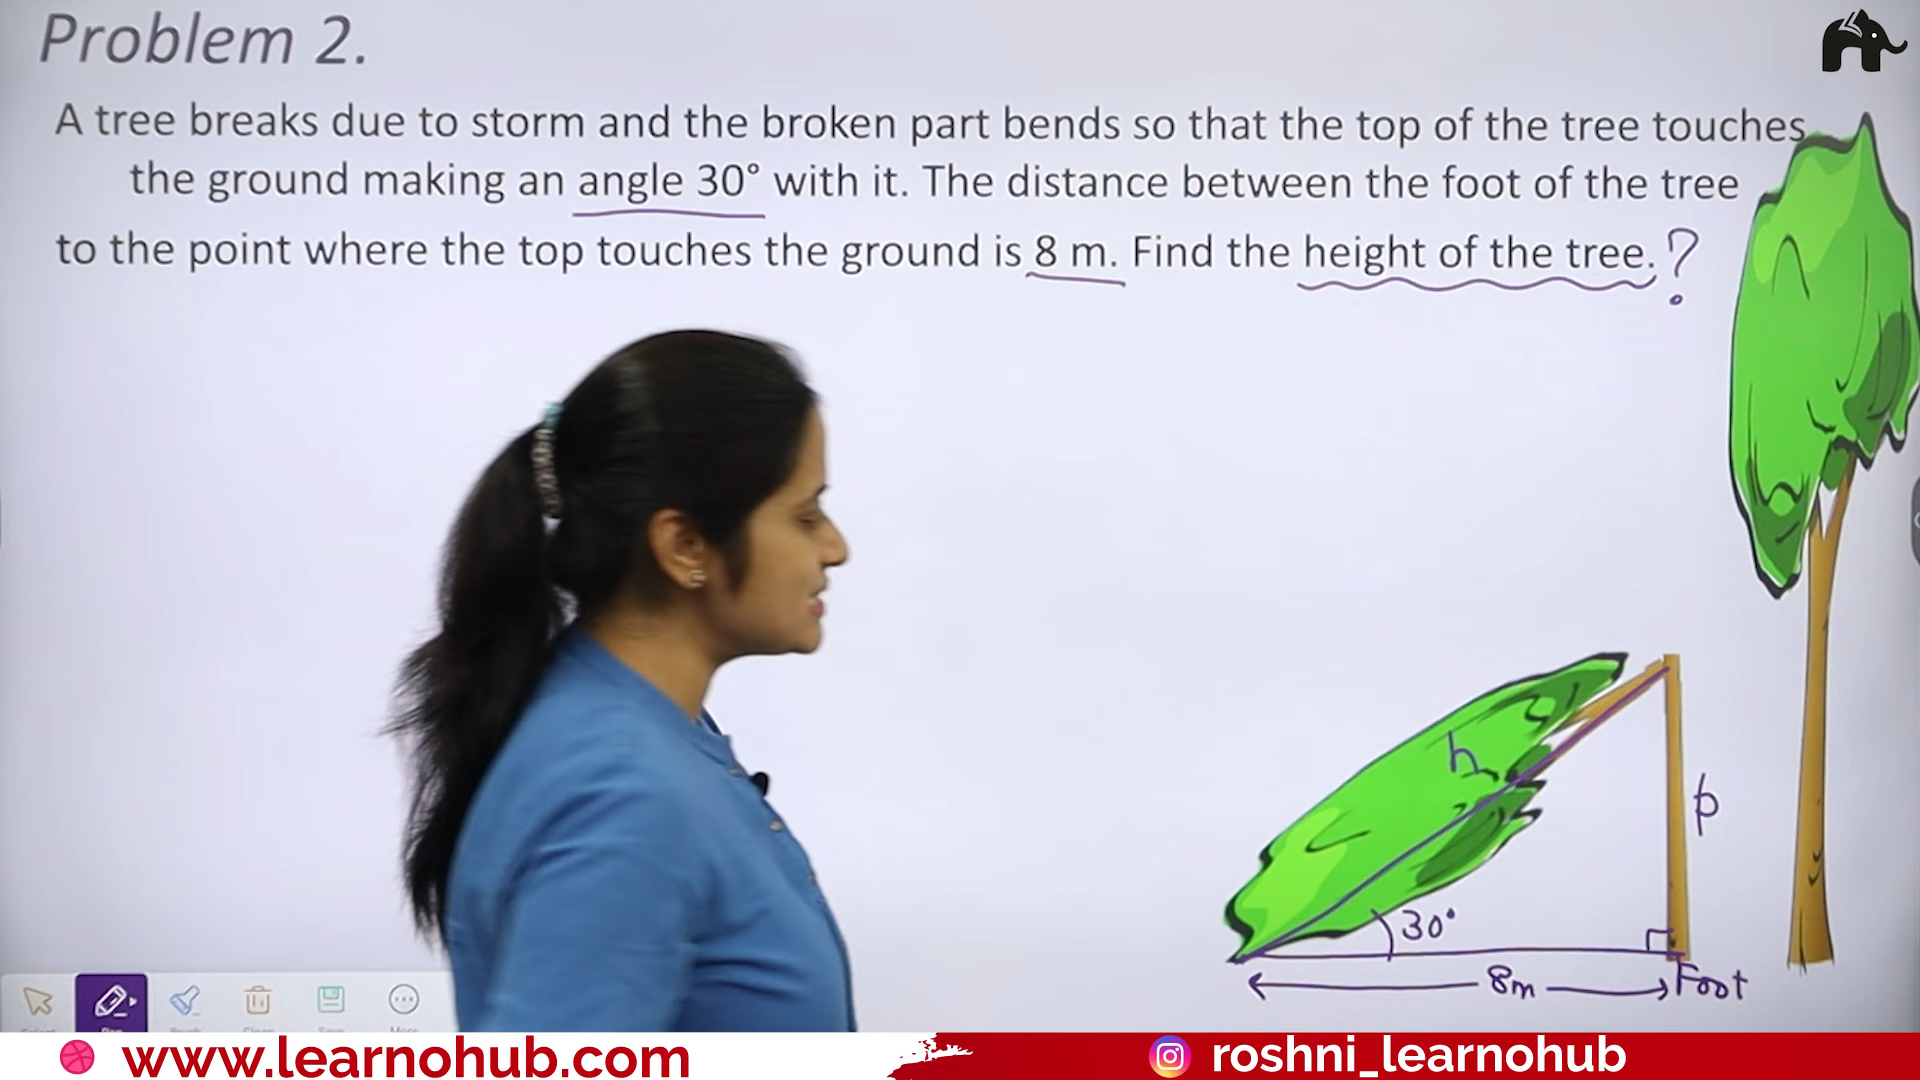 Problem 2.
A tree breaks due to storm and the broken part bends so that the top of the tree touches
the ground making an angle 30° with it. The distance between the foot of the tree
to the point where the top touches the ground is 8 m. Find the height of the tree.?
h
p
30°
8m
Foot
www.learnohub.com
roshni_learnohub